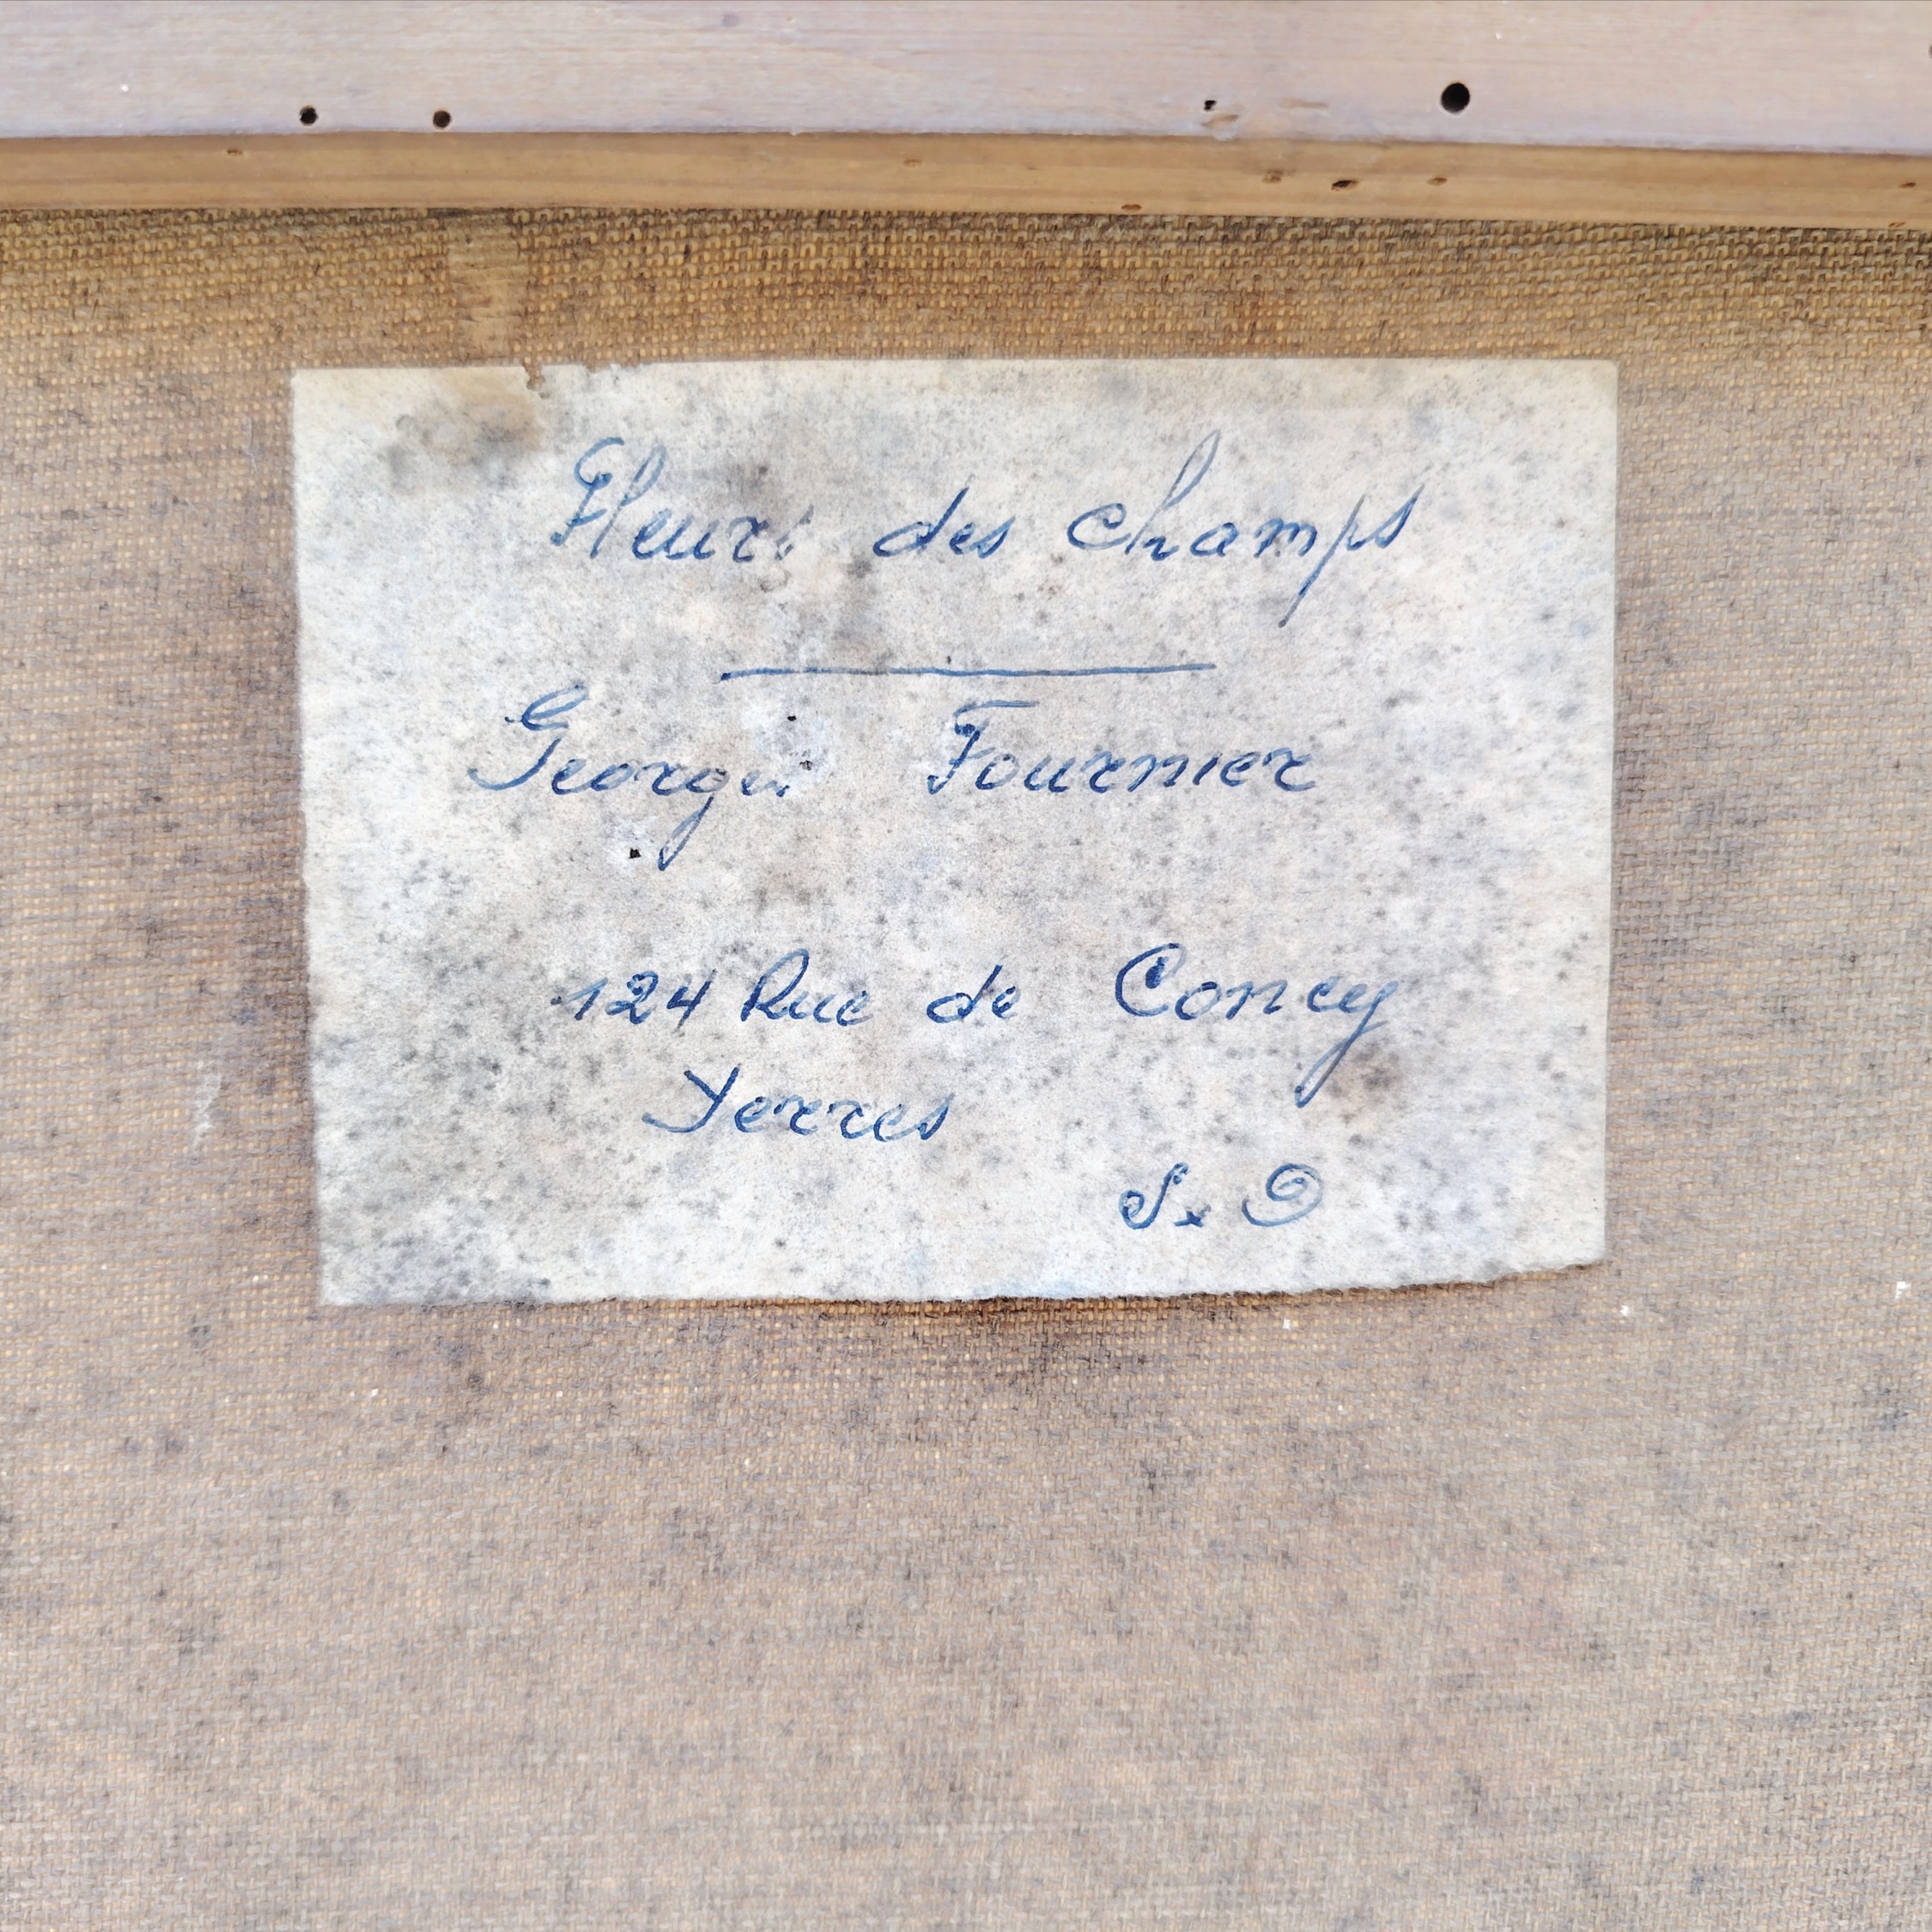 Fleurs des champs
Georges Fournier
124 Rue de Concy
Yerres
S. & O